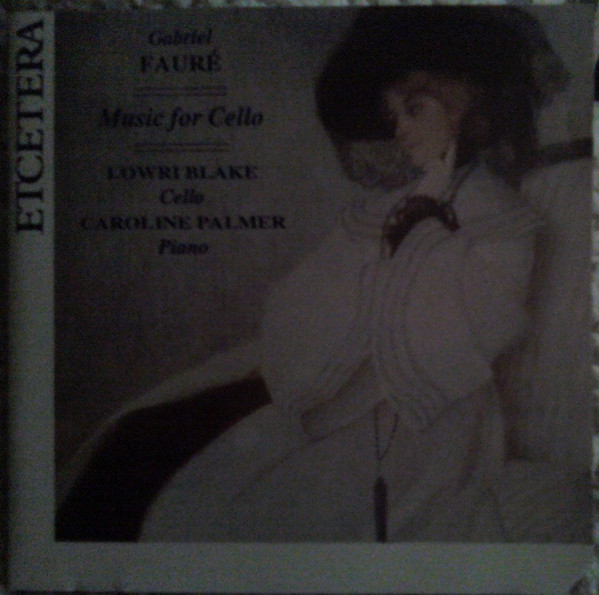 ETCETERA
Gabriel
FAURÉ
Music for Cello
LOWRI BLAKE
Cello
CAROLINE PALMER
Piano